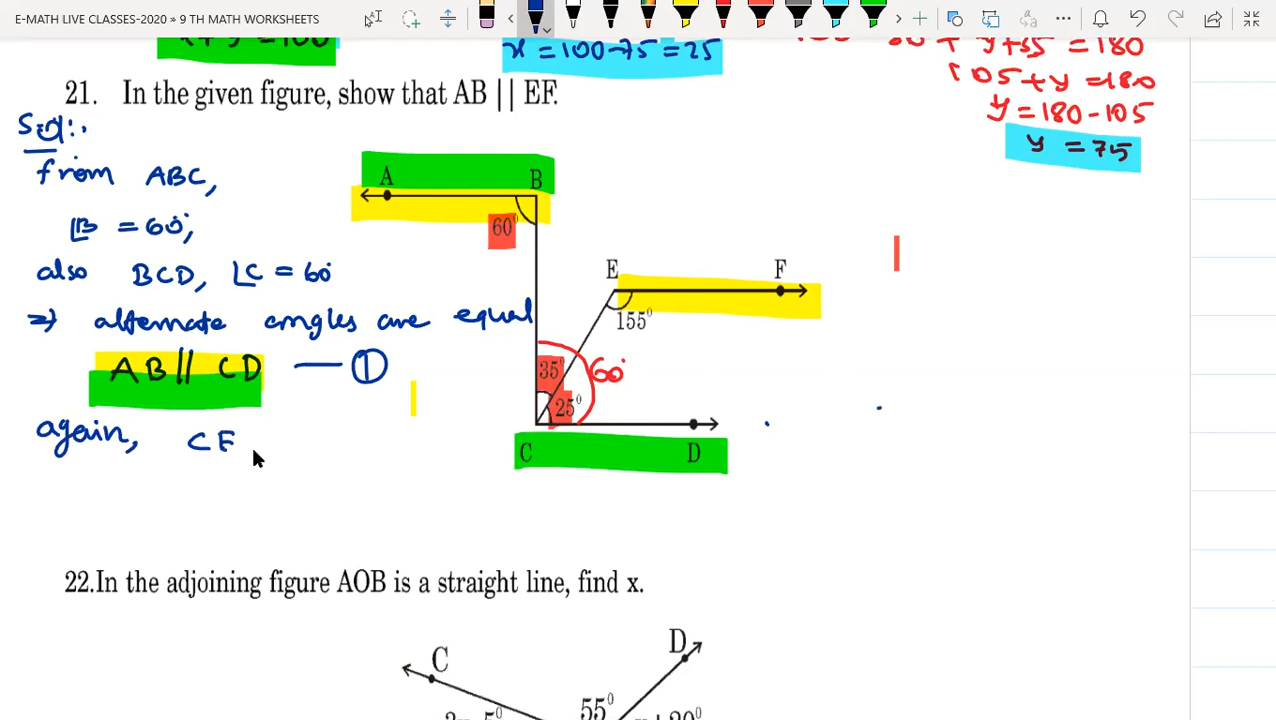 E-MATH LIVE CLASSES-2020 » 9 TH MATH WORKSHEETS
x = 100-75 = 25
y + 55 = 180
105 + y = 180
y = 180 - 105
y = 75
21. In the given figure, show that AB || EF.
Sol:.
from ABC,
∠B = 60°,
also BCD, ∠C = 60°
⇒ alternate angles are equal
AB || CD — ①
again, CE
A B
60°
E F
155°
35° 60°
25°
C D
22.In the adjoining figure AOB is a straight line, find x.
C D
55°